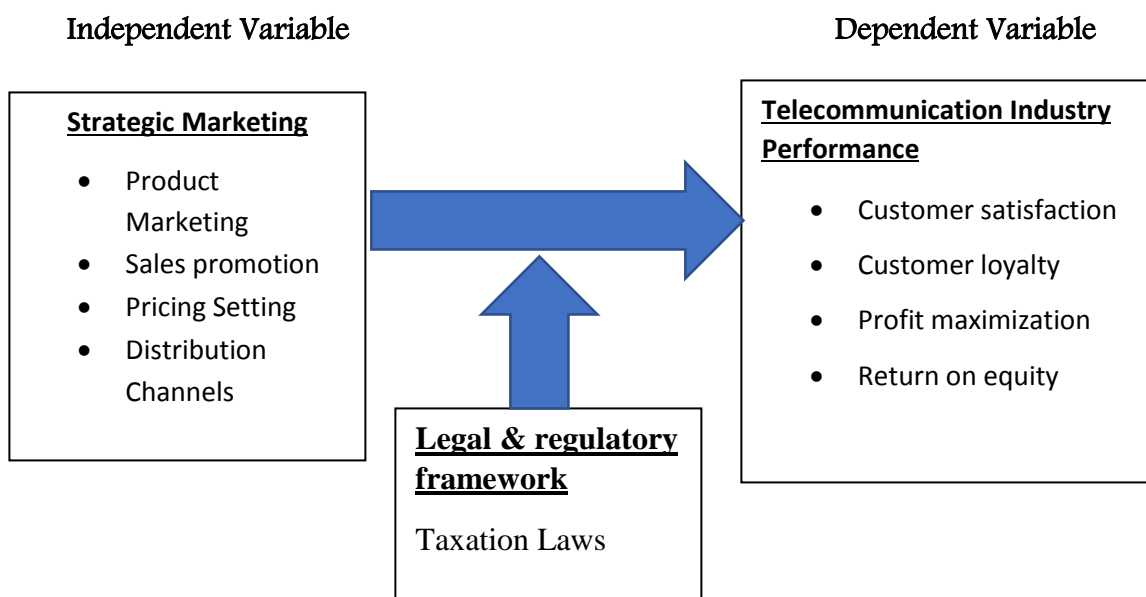 Independent Variable
Dependent Variable
Strategic Marketing
• Product
Marketing
• Sales promotion
• Pricing Setting
• Distribution
Channels
Telecommunication Industry
Performance
• Customer satisfaction
• Customer loyalty
• Profit maximization
• Return on equity
Legal & regulatory
framework
Taxation Laws